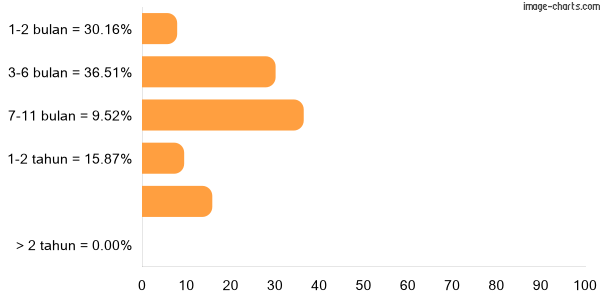 image-charts.com
1-2 bulan = 30.16%
3-6 bulan = 36.51%
7-11 bulan = 9.52%
1-2 tahun = 15.87%
> 2 tahun = 0.00%
0 10 20 30 40 50 60 70 80 90 100